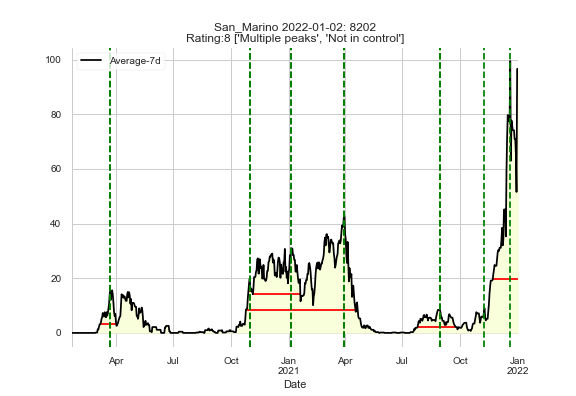 San_Marino 2022-01-02: 8202
Rating:8 ['Multiple peaks', 'Not in control']
Average-7d
100
80
60
40
20
0
Apr Jul Oct Jan Apr Jul Oct Jan
2021 2022
Date